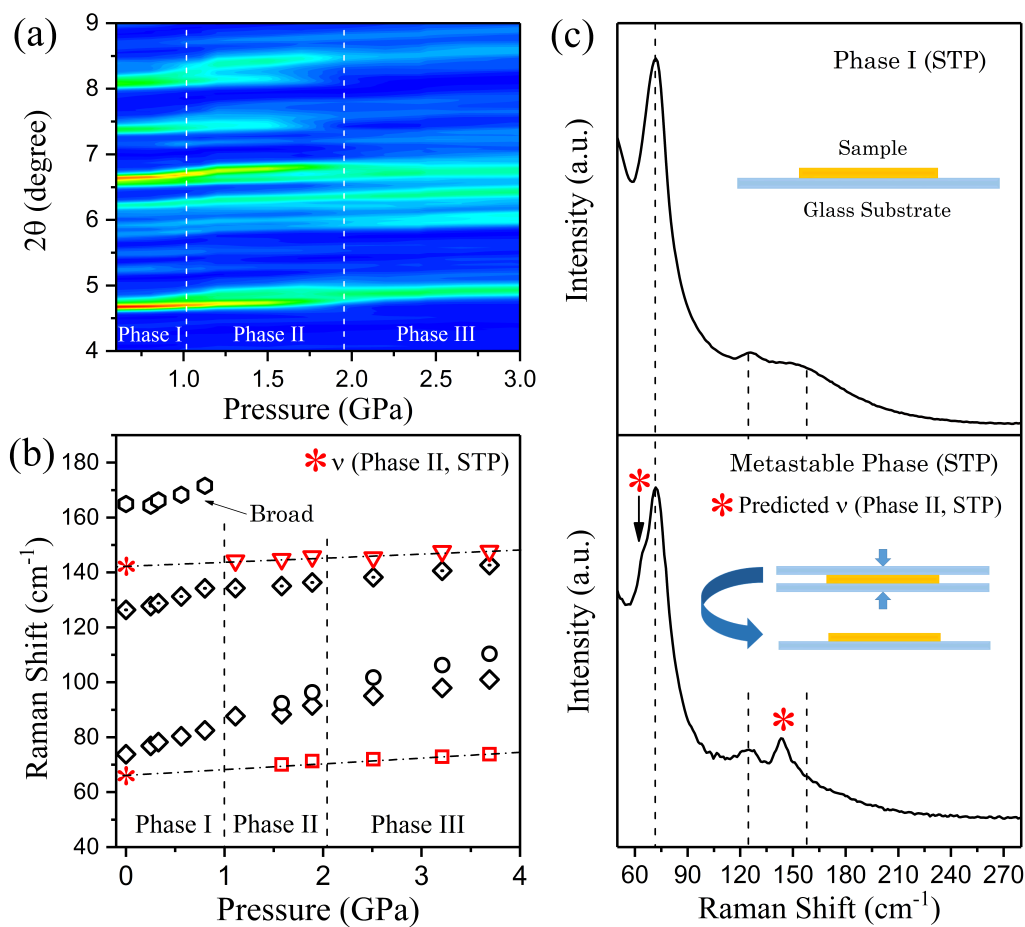 (a)
9
8
7
6
5
4
2θ (degree)
Phase I
Phase II
Phase III
1.0
1.5
2.0
2.5
3.0
Pressure (GPa)
(b)
180
160
140
120
100
80
60
40
Raman Shift (cm-1)
* ν (Phase II, STP)
Broad
Phase I
Phase II
Phase III
0
1
2
3
4
Pressure (GPa)
(c)
Intensity (a.u.)
Phase I (STP)
Sample
Glass Substrate
Intensity (a.u.)
Metastable Phase (STP)
* Predicted ν (Phase II, STP)
60
90
120
150
180
210
240
270
Raman Shift (cm-1)